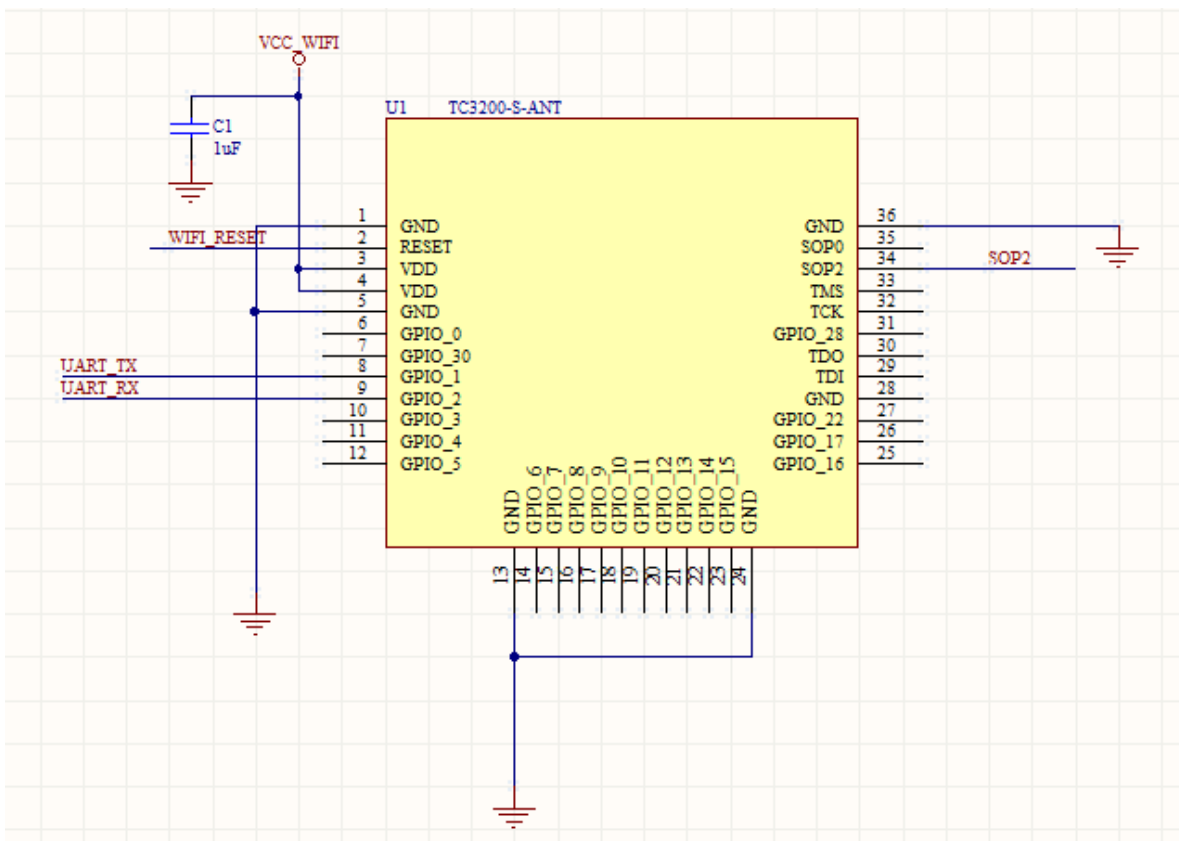 VCC_WIFI
U1 TC3200-S-ANT
C1
1uF
1 GND GND 36
WIFI_RESET 2 RESET SOP0 35
3 VDD SOP2 34 SOP2
4 VDD TMS 33
5 GND TCK 32
6 GPIO_0 GPIO_28 31
7 GPIO_30 TDO 30
UART_TX 8 GPIO_1 TDI 29
UART_RX 9 GPIO_2 GND 28
10 GPIO_3 GPIO_22 27
11 GPIO_4 GPIO_17 26
12 GPIO_5 GPIO_16 25
GND GPIO_6 GPIO_7 GPIO_8 GPIO_9 GPIO_10 GPIO_11 GPIO_12 GPIO_13 GPIO_14 GPIO_15 GND
13 14 15 16 17 18 19 20 21 22 23 24